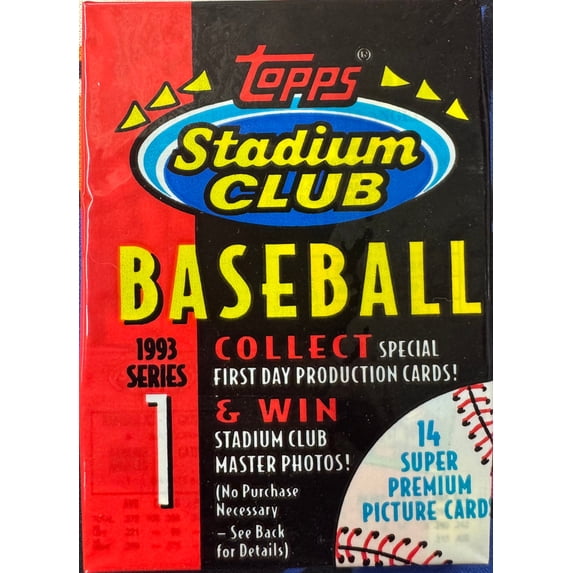 Topps
Stadium
CLUB
BASEBALL
1993
SERIES
1
COLLECT SPECIAL
FIRST DAY PRODUCTION CARDS!
& WIN
STADIUM CLUB
MASTER PHOTOS!
(No Purchase
Necessary
– See Back
for Details)
14
SUPER
PREMIUM
PICTURE CARD